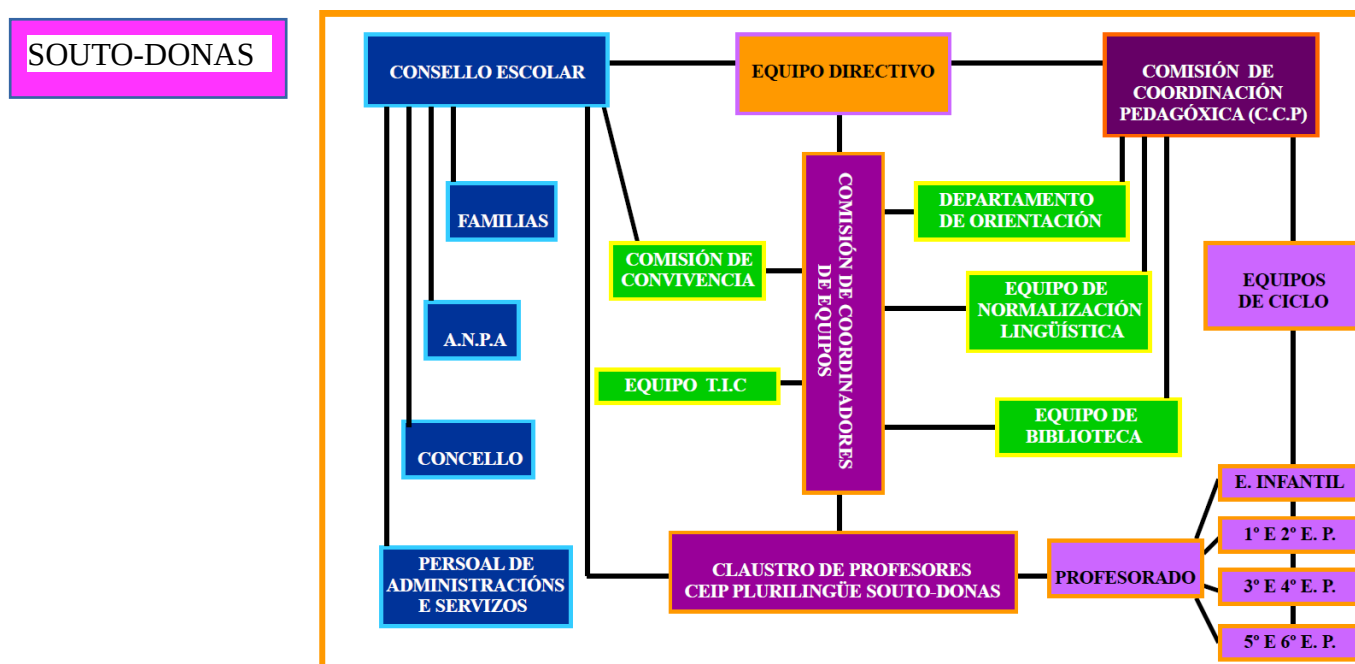 SOUTO-DONAS
CONSELLO ESCOLAR
EQUIPO DIRECTIVO
COMISIÓN DE
COORDINACIÓN
PEDAGÓXICA (C.C.P)
FAMILIAS
COMISIÓN DE COORDINADORES
DE EQUIPOS
DEPARTAMENTO
DE ORIENTACIÓN
COMISIÓN DE
CONVIVENCIA
EQUIPOS
DE CICLO
EQUIPO DE
NORMALIZACIÓN
LINGÜÍSTICA
A.N.P.A
EQUIPO T.I.C
EQUIPO DE
BIBLIOTECA
CONCELLO
E. INFANTIL
1º E 2º E. P.
PERSOAL DE
ADMINISTRACIÓNS
E SERVIZOS
CLAUSTRO DE PROFESORES
CEIP PLURILINGÜE SOUTO-DONAS
PROFESORADO
3º E 4º E. P.
5º E 6º E. P.